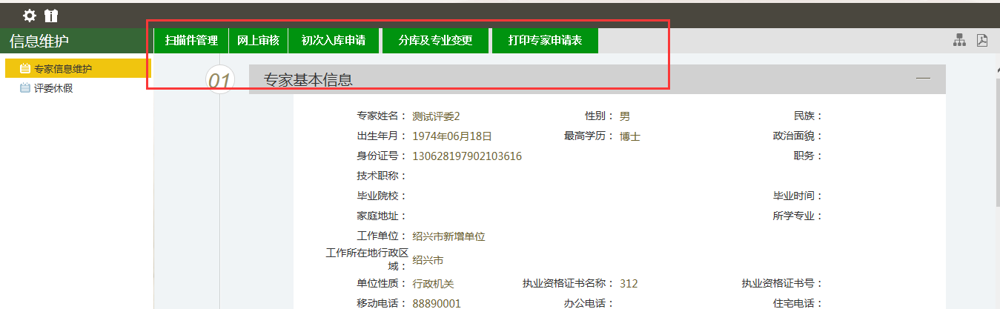 信息维护
扫描件管理 网上审核 初次入库申请 分库及专业变更 打印专家申请表
专家信息维护
评委休假
01 专家基本信息
专家姓名： 测试评委2 性别： 男 民族：
出生年月： 1974年06月18日 最高学历： 博士 政治面貌：
身份证号： 130628197902103616 职务：
技术职称：
毕业院校： 毕业时间：
家庭地址： 所学专业：
工作单位： 绍兴市新增单位
工作所在地行政区
域： 绍兴市
单位性质： 行政机关 执业资格证书名称： 312 执业资格证书号：
移动电话： 88890001 办公电话： 住宅电话：